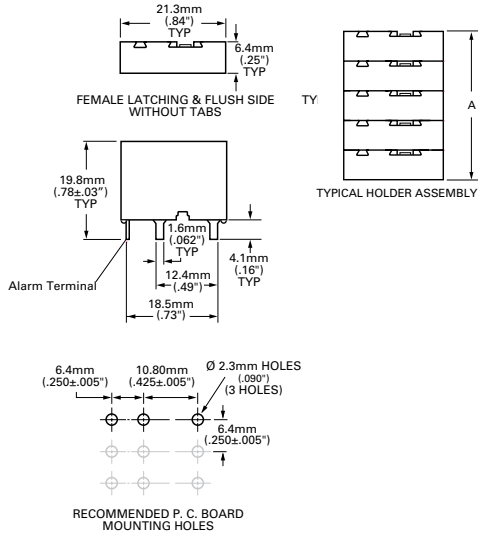 21.3mm
(.84")
TYP
6.4mm
(.25")
TYP
FEMALE LATCHING & FLUSH SIDE
WITHOUT TABS
TY
A
TYPICAL HOLDER ASSEMBLY
19.8mm
(.78±.03")
TYP
1.6mm
(.062")
TYP
4.1mm
(.16")
TYP
12.4mm
(.49")
18.5mm
(.73")
Alarm Terminal
6.4mm
(.250±.005")
10.80mm
(.425±.005")
Ø 2.3mm HOLES
(.090")
(3 HOLES)
6.4mm
(.250±.005")
RECOMMENDED P. C. BOARD
MOUNTING HOLES